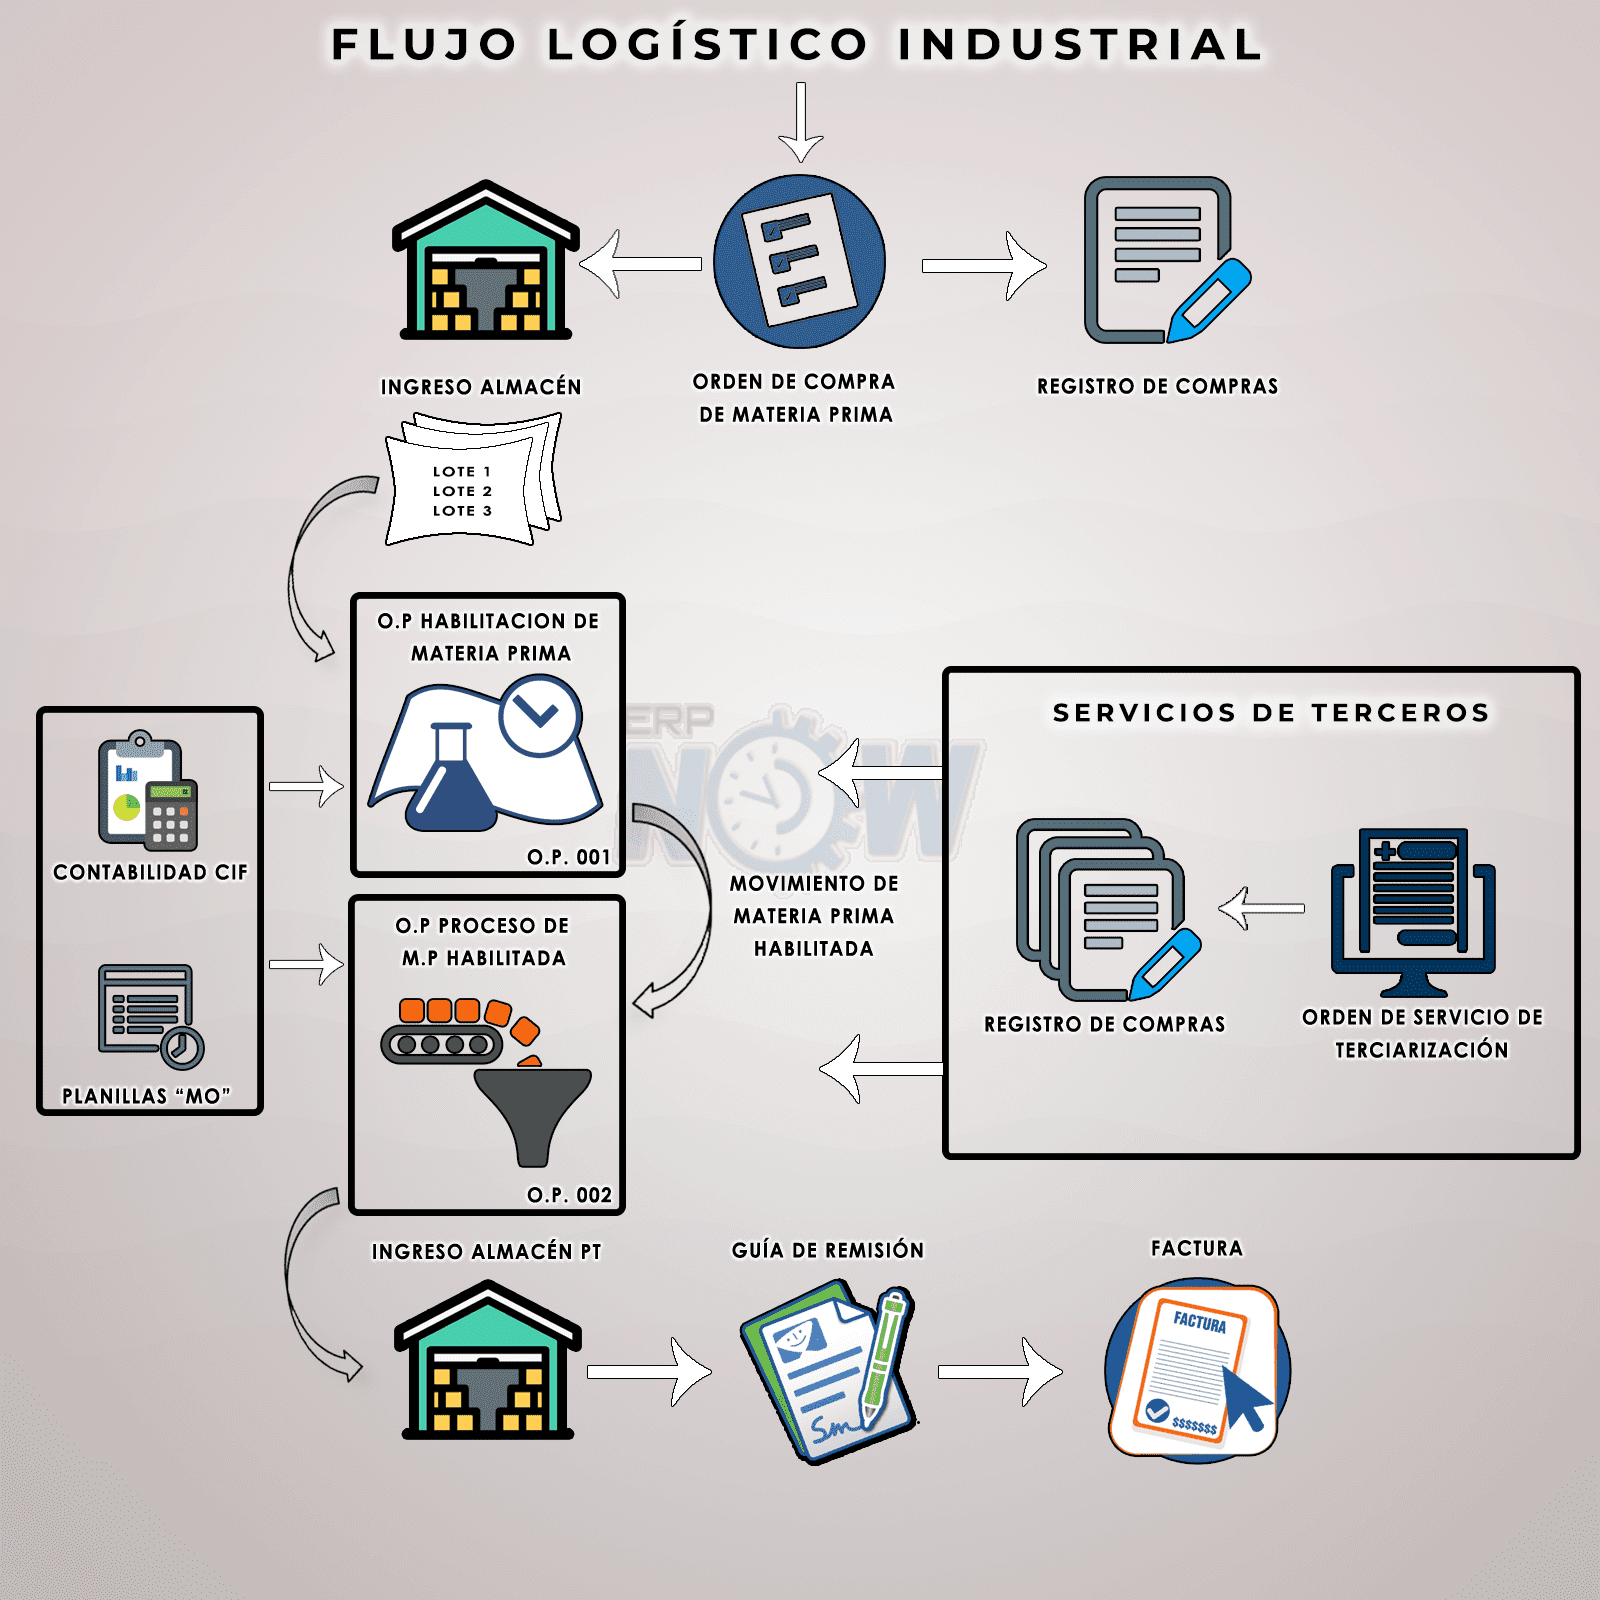 FLUJO LOGÍSTICO INDUSTRIAL
INGRESO ALMACÉN
ORDEN DE COMPRA
DE MATERIA PRIMA
REGISTRO DE COMPRAS
LOTE 1
LOTE 2
LOTE 3
O.P HABILITACION DE
MATERIA PRIMA
O.P. 001
CONTABILIDAD CIF
PLANILLAS “MO”
O.P PROCESO DE
M.P HABILITADA
O.P. 002
ERP
NOW
MOVIMIENTO DE
MATERIA PRIMA
HABILITADA
SERVICIOS DE TERCEROS
REGISTRO DE COMPRAS
ORDEN DE SERVICIO DE
TERCIARIZACIÓN
INGRESO ALMACÉN PT
GUÍA DE REMISIÓN
Sm
FACTURA
FACTURA
$$$$$$$